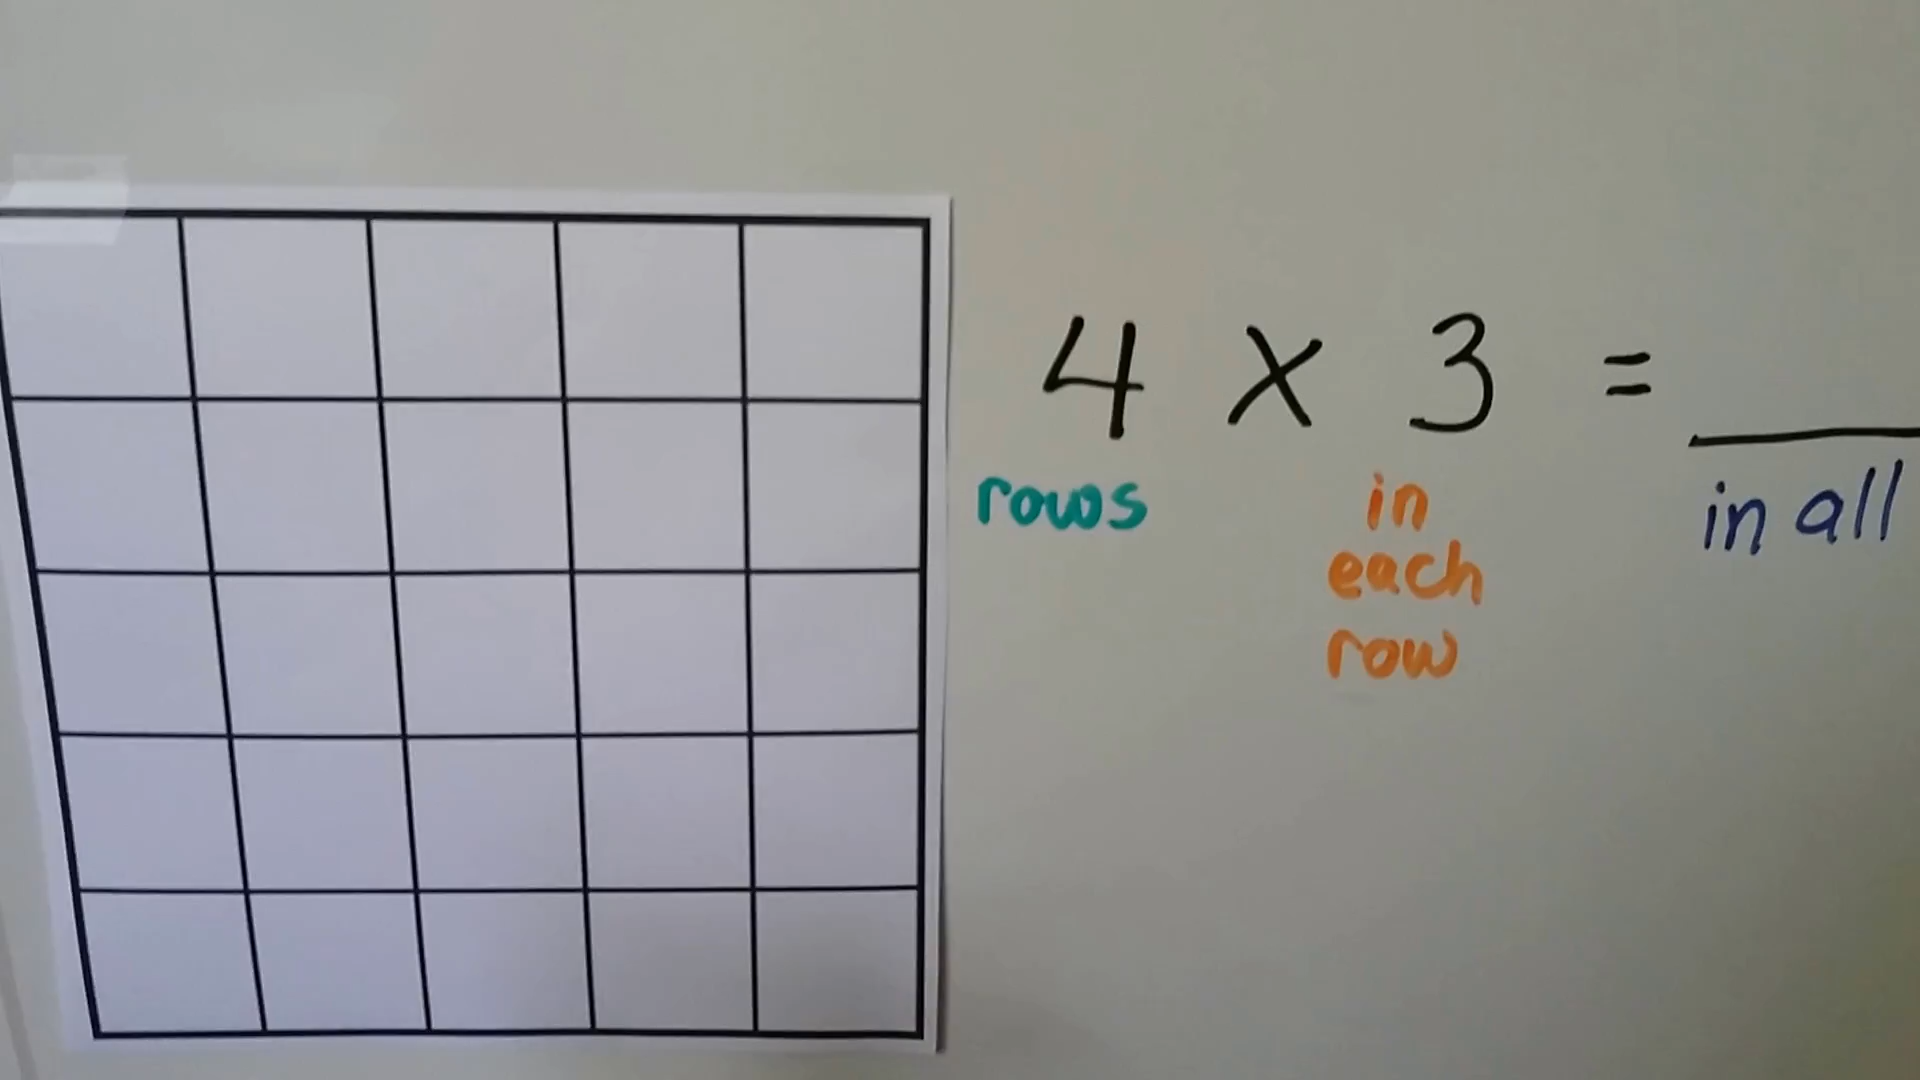 4 x 3 = ___
rows
in each row
in all